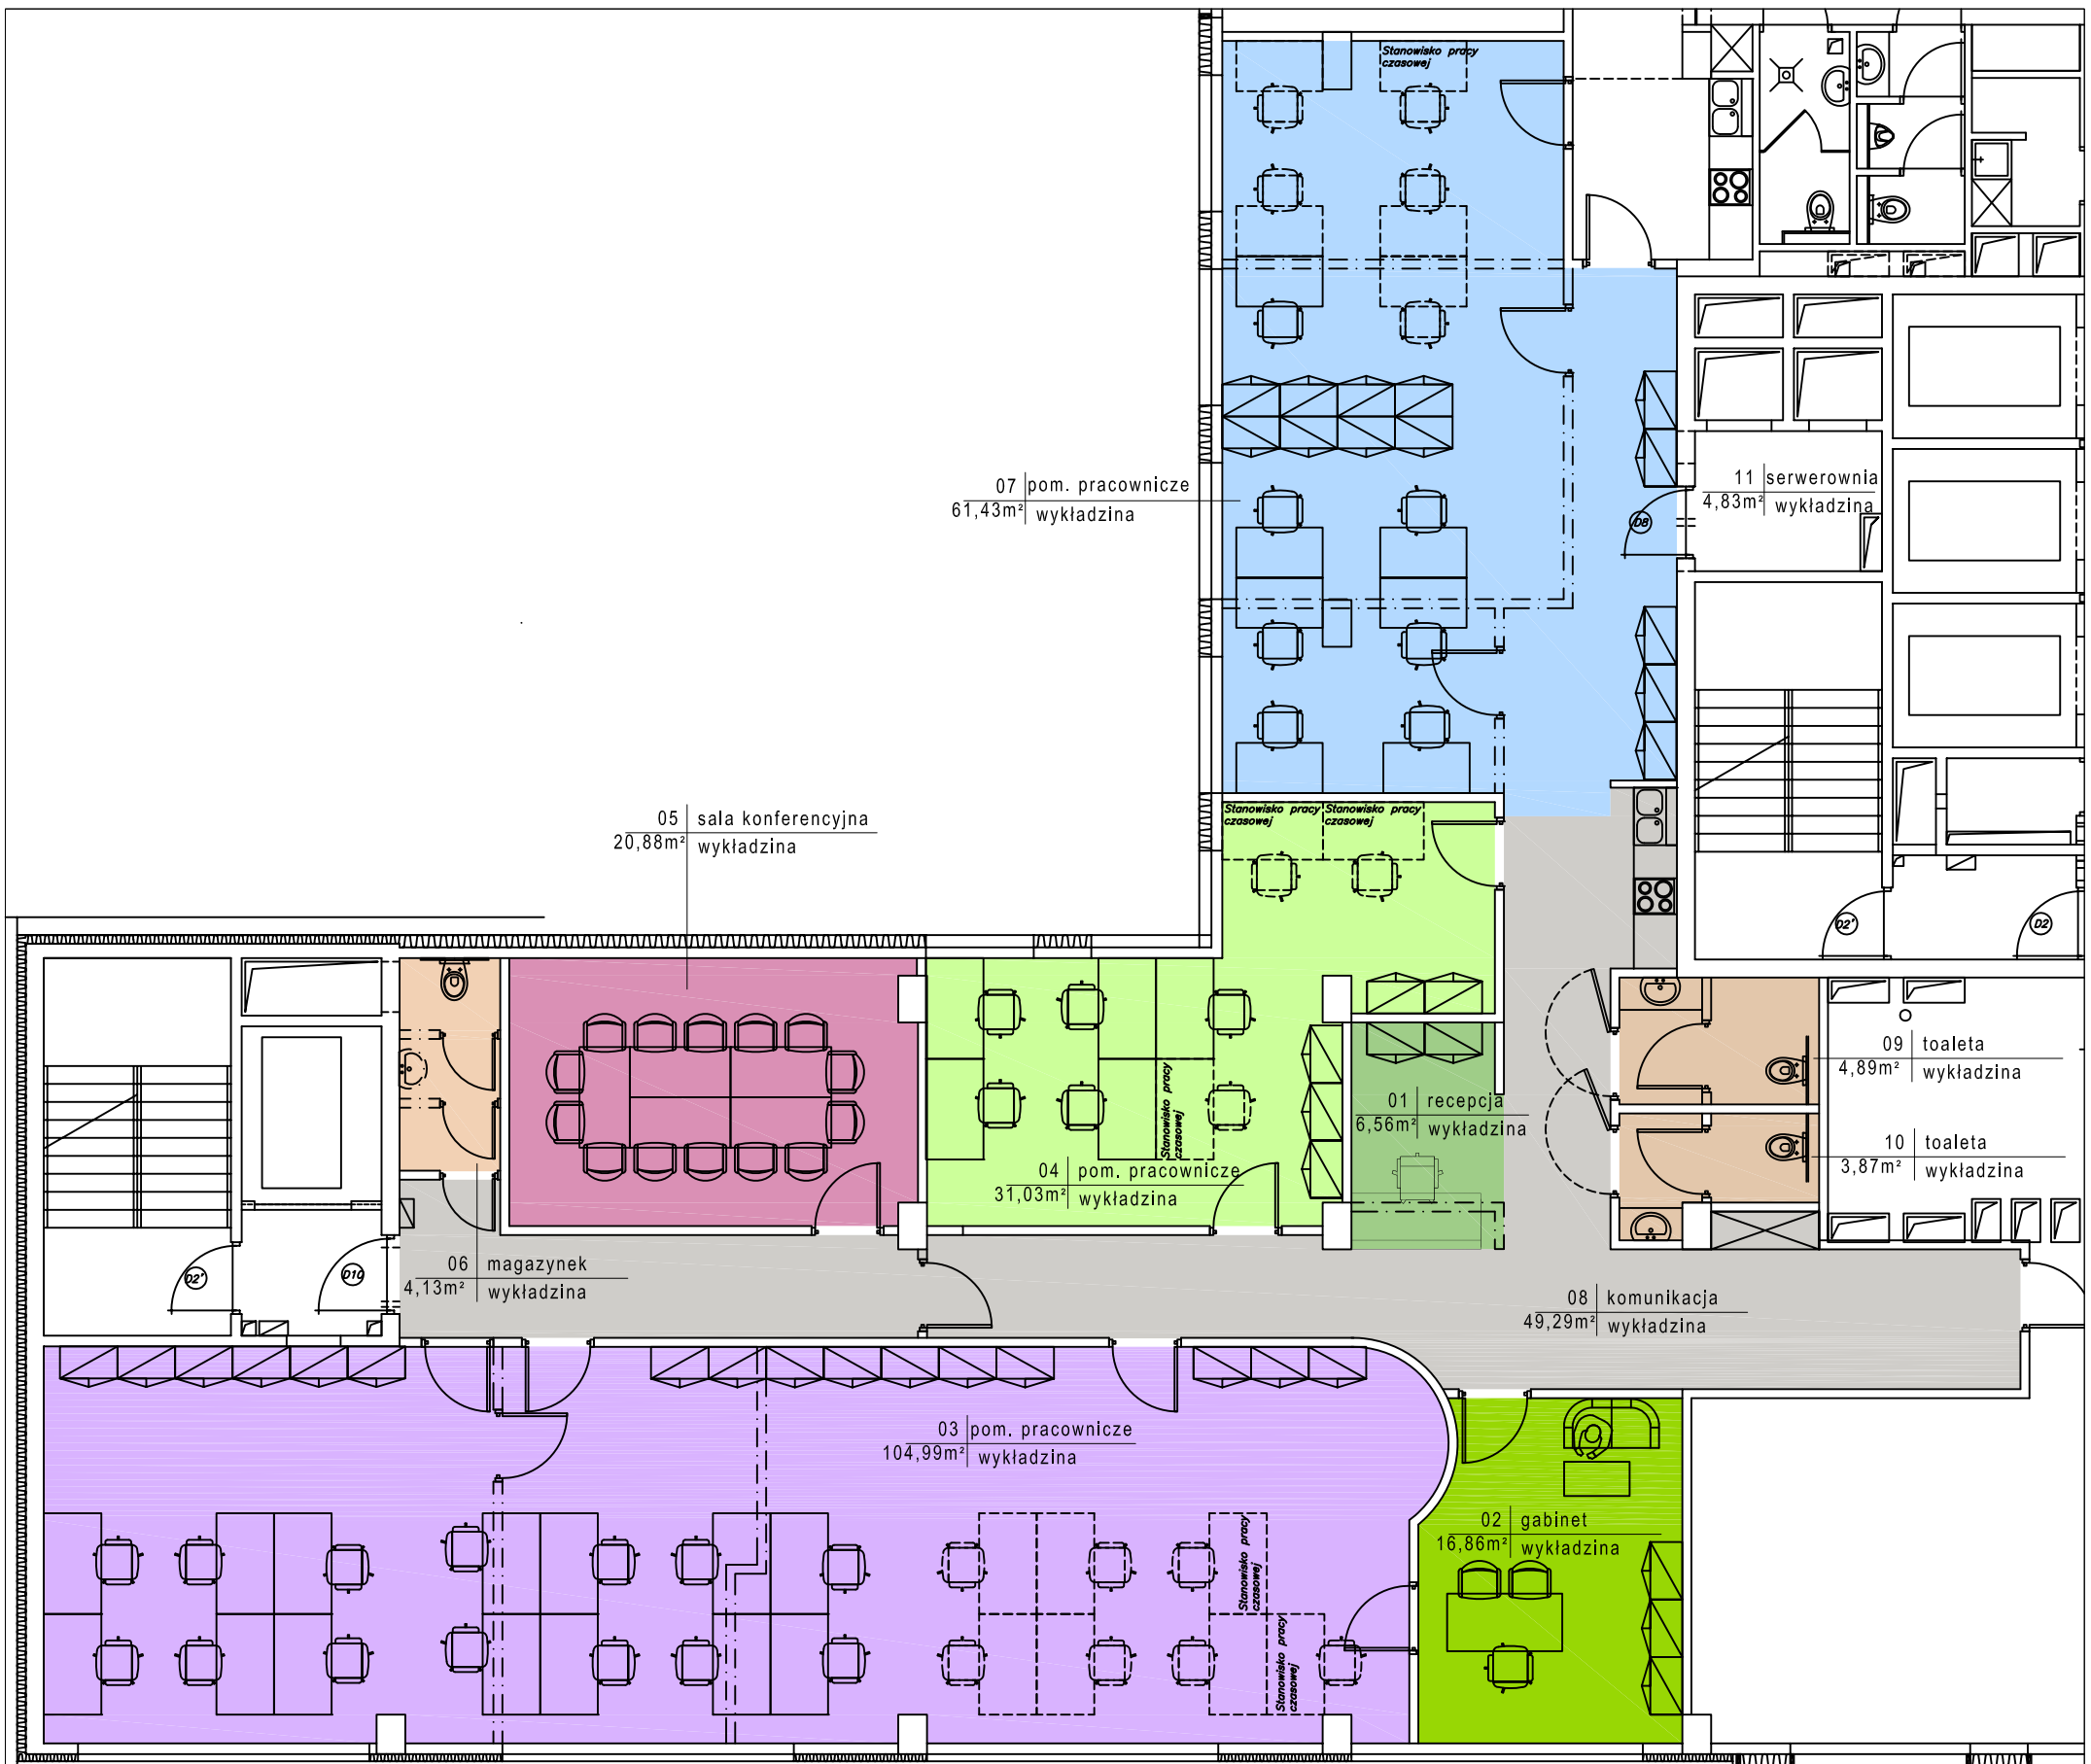 Stanowisko pracy
czasowej
07 pom. pracownicze
61,43m² wykładzina
11 serwerownia
4,83m² wykładzina
D8
05 sala konferencyjna
20,88m² wykładzina
Stanowisko pracy
czasowej
Stanowisko pracy
czasowej
D2'
D2
09 toaleta
4,89m² wykładzina
01 recepcja
6,56m² wykładzina
Stanowisko pracy
czasowej
10 toaleta
3,87m² wykładzina
04 pom. pracownicze
31,03m² wykładzina
D2'
D10
06 magazynek
4,13m² wykładzina
08 komunikacja
49,29m² wykładzina
03 pom. pracownicze
104,99m² wykładzina
02 gabinet
16,86m² wykładzina
Stanowisko pracy
czasowej
Stanowisko pracy
czasowej